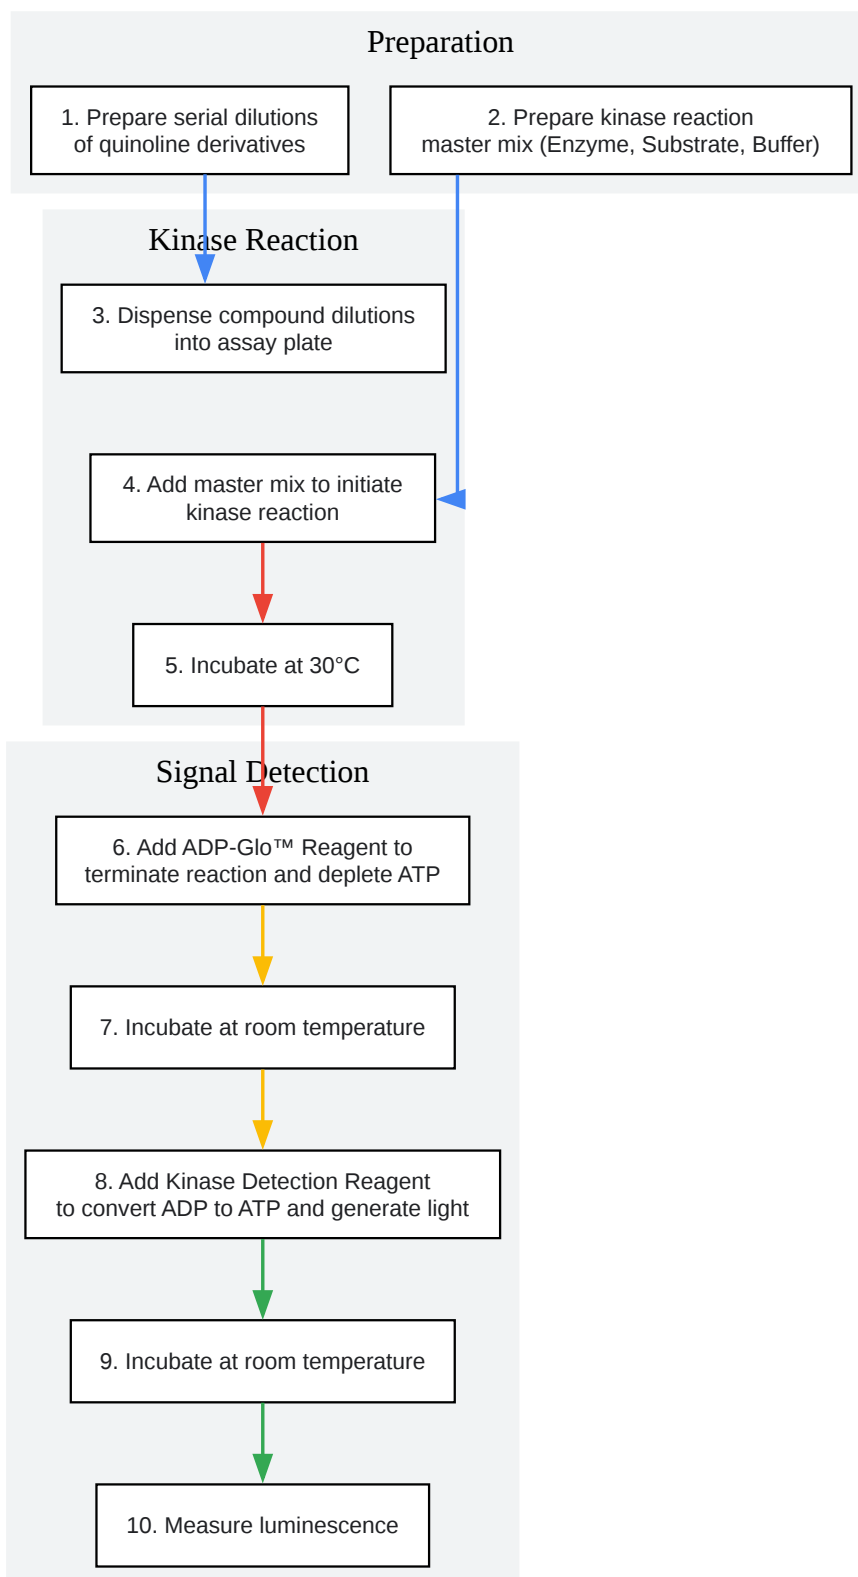 Preparation
1. Prepare serial dilutions
of quinoline derivatives
2. Prepare kinase reaction
master mix (Enzyme, Substrate, Buffer)
Kinase Reaction
3. Dispense compound dilutions
into assay plate
4. Add master mix to initiate
kinase reaction
5. Incubate at 30°C
Signal Detection
6. Add ADP-Glo™ Reagent to
terminate reaction and deplete ATP
7. Incubate at room temperature
8. Add Kinase Detection Reagent
to convert ADP to ATP and generate light
9. Incubate at room temperature
10. Measure luminescence